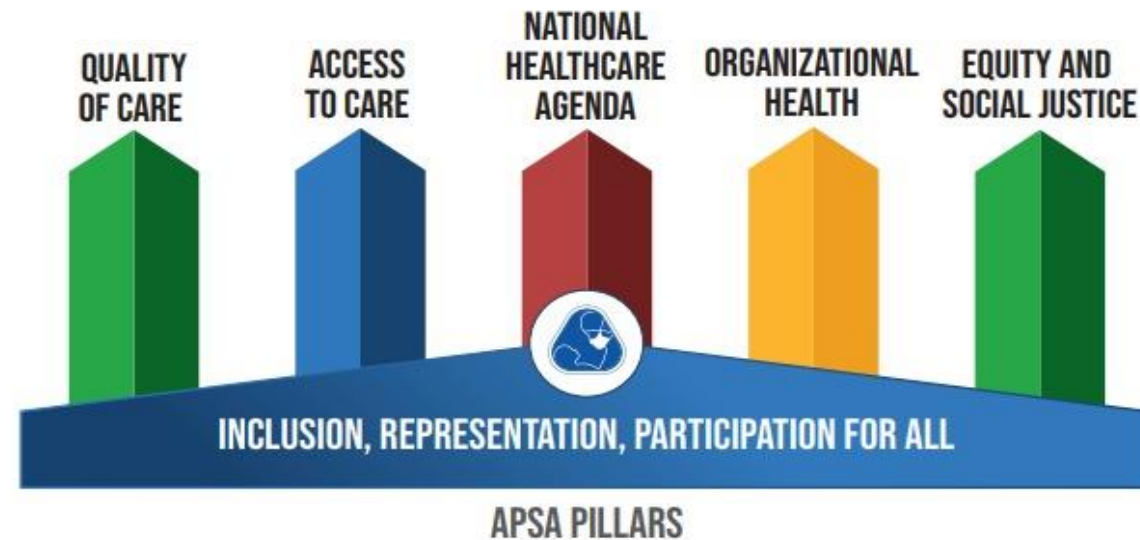 QUALITY
OF CARE
ACCESS
TO CARE
NATIONAL
HEALTHCARE
AGENDA
ORGANIZATIONAL
HEALTH
EQUITY AND
SOCIAL JUSTICE
INCLUSION, REPRESENTATION, PARTICIPATION FOR ALL
APSA PILLARS